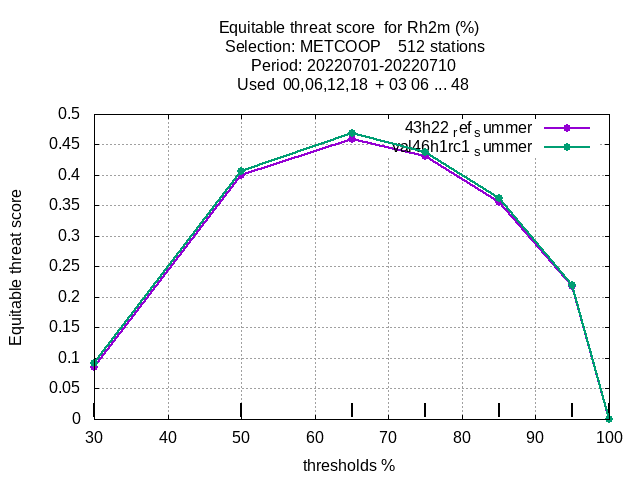 Equitable threat score for Rh2m (%)
Selection: METCOOP 512 stations
Period: 20220701-20220710
Used 00,06,12,18 + 03 06 ... 48
43h22ref summer
summer
Equitable threat score
0.5
0.45
0.4
0.35
0.3
0.25
0.2
0.15
0.1
0.05
0
30 40 50 60 70 80 90 100
thresholds %